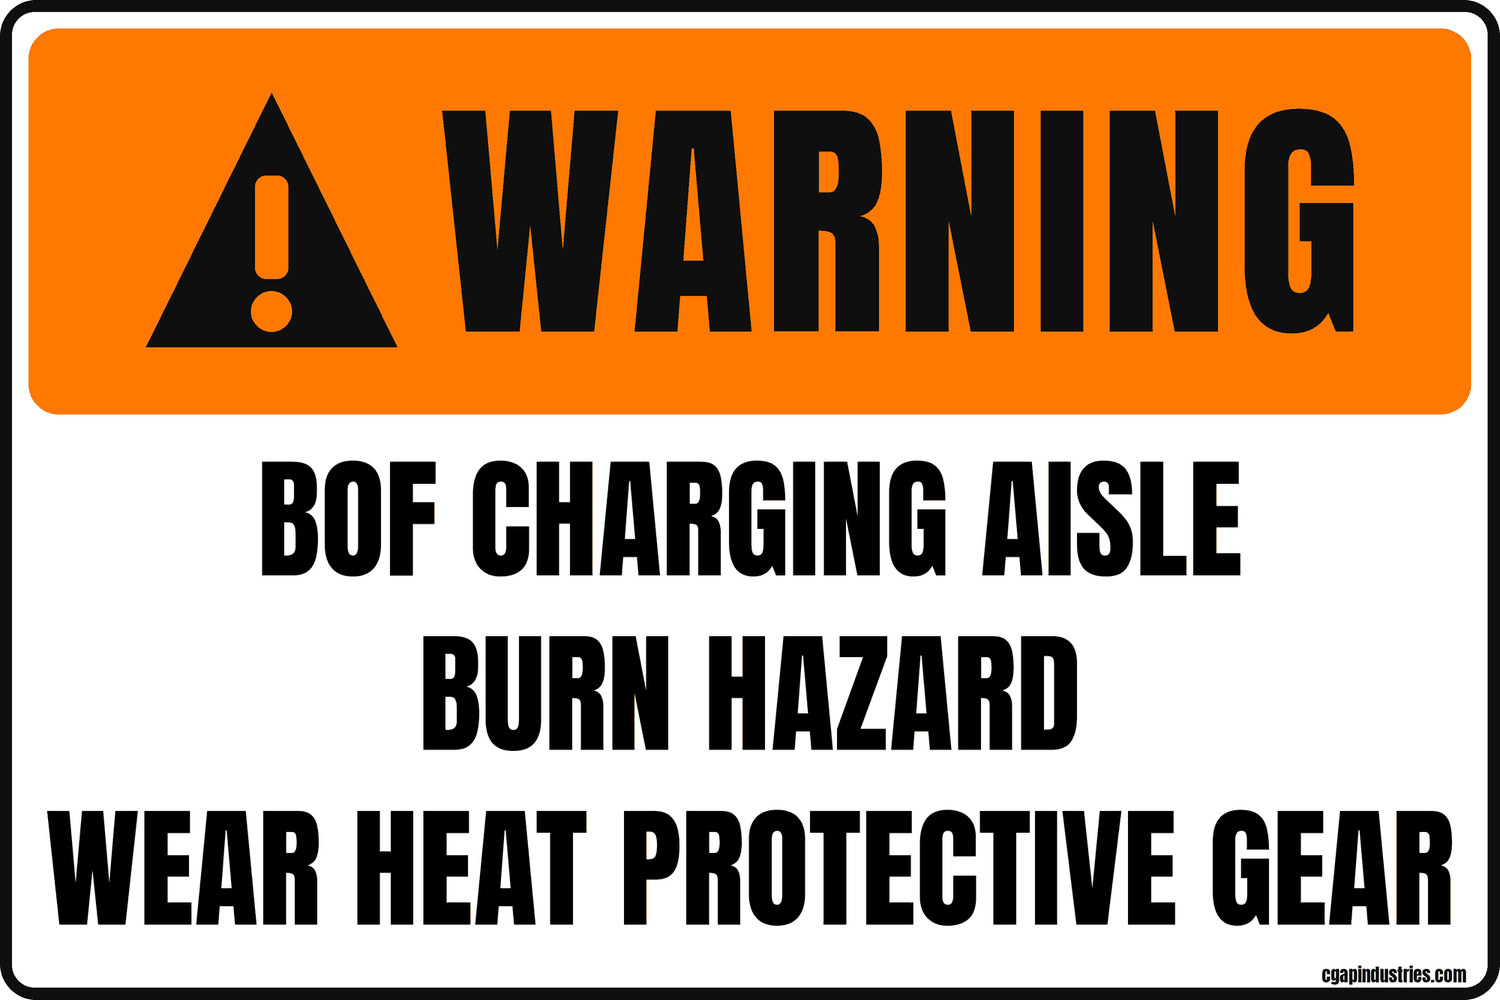 WARNING
BOF CHARGING AISLE
BURN HAZARD
WEAR HEAT PROTECTIVE GEAR
cgapindustries.com